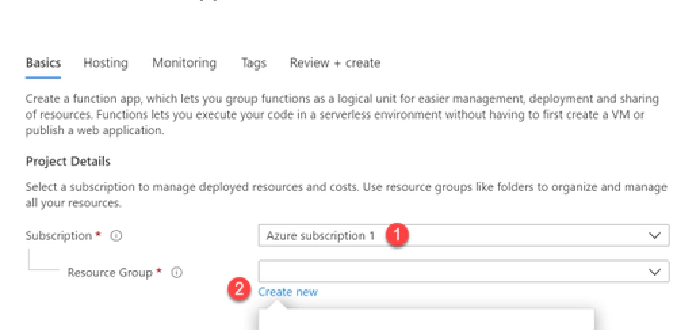 Basics Hosting Monitoring Tags Review + create
Create a function app, which lets you group functions as a logical unit for easier management, deployment and sharing
of resources. Functions lets you execute your code in a serverless environment without having to first create a VM or
publish a web application.
Project Details
Select a subscription to manage deployed resources and costs. Use resource groups like folders to organize and manage
all your resources.
Subscription * Azure subscription 1 1
Resource Group *
2 Create new